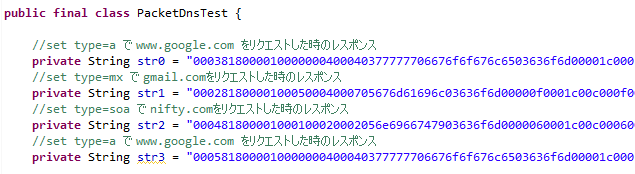 public final class PacketDnsTest {
//set type=a で www.google.com をリクエストした時のレスポンス
private String str0 = "0003818000010000000400040377777706676f6f676c6503636f6d00001c000
//set type=mx で gmail.comをリクエストした時のレスポンス
private String str1 = "00028180000100050004000705676d61696c03636f6d00000f0001c00c000f0
//set type=soa で nifty.comをリクエストした時のレスポンス
private String str2 = "000481800001000100020002056e6966747903636f6d0000060001c00c00060
//set type=a で www.google.com をリクエストした時のレスポンス
private String str3 = "0005818000010000000400040377777706676f6f676c6503636f6d00001c000